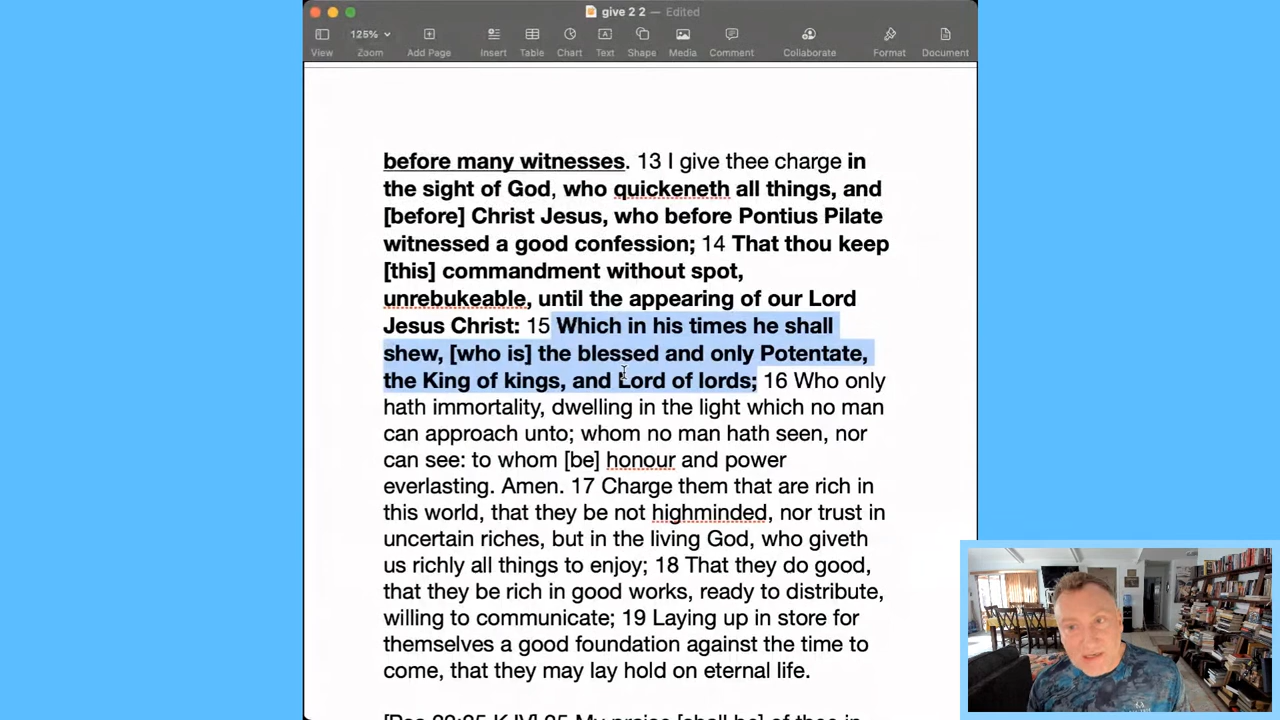 give 2 2 — Edited
125%
View Zoom Add Page Insert Table Chart Text Shape Media Comment Collaborate Format Document
before many witnesses. 13 I give thee charge in
the sight of God, who quickeneth all things, and
[before] Christ Jesus, who before Pontius Pilate
witnessed a good confession; 14 That thou keep
[this] commandment without spot,
unrebukeable, until the appearing of our Lord
Jesus Christ: 15 Which in his times he shall
shew, [who is] the blessed and only Potentate,
the King of kings, and Lord of lords; 16 Who only
hath immortality, dwelling in the light which no man
can approach unto; whom no man hath seen, nor
can see: to whom [be] honour and power
everlasting. Amen. 17 Charge them that are rich in
this world, that they be not highminded, nor trust in
uncertain riches, but in the living God, who giveth
us richly all things to enjoy; 18 That they do good,
that they be rich in good works, ready to distribute,
willing to communicate; 19 Laying up in store for
themselves a good foundation against the time to
come, that they may lay hold on eternal life.
My praise [shall be] of thee in